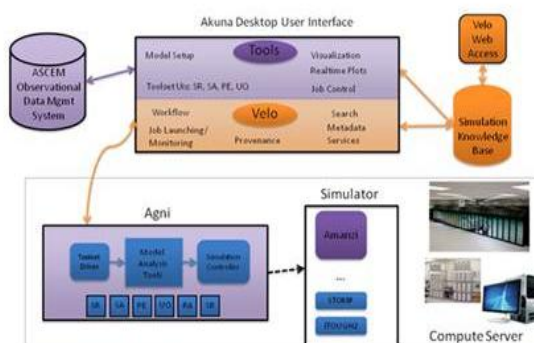 Akuna Desktop User Interface
ASCEM
Observational
Data Mgmt
System
Model Setup
Tools
Visualization
Realtime Plots
Toolset UIs: SR, SA, PE, UQ
Job Control
Workflow
Velo
Search
Job Launching/
Monitoring
Provenance
Metadata
Services
Velo
Web
Access
Simulation
Knowledge
Base
Agni
Toolset
Driver
Model
Analysis
Tools
Simulation
Controller
SR
SA
PE
UQ
RA
SR
Simulator
Amanzi
...
STOMP
iTOUGH2
Compute Server